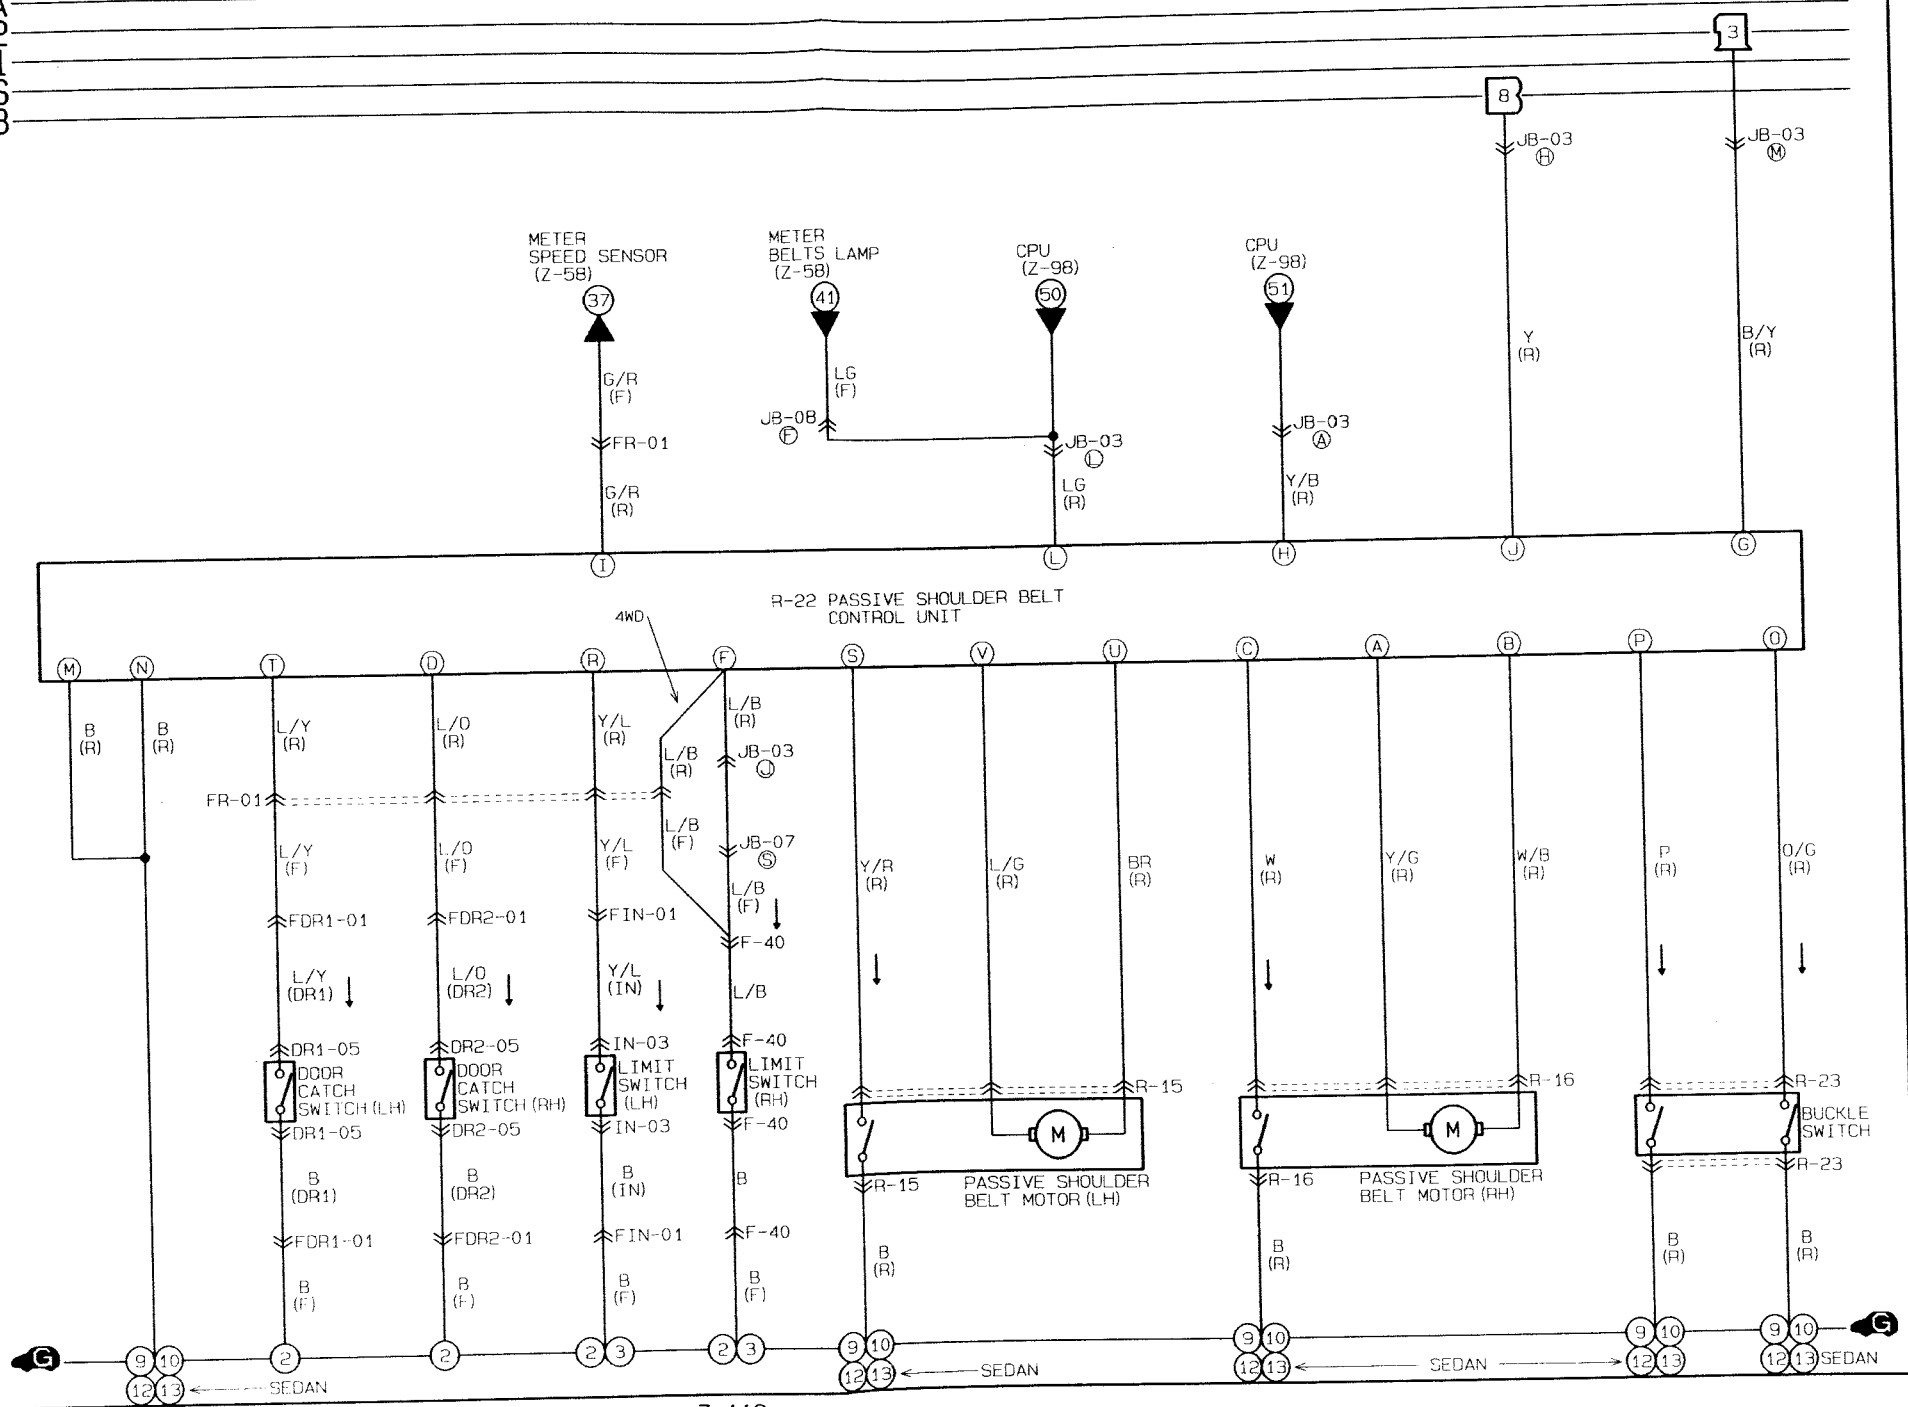 3
8
JB-03
H
JB-03
M
METER
SPEED SENSOR
(Z-58)
37
METER
BELTS LAMP
(Z-58)
41
CPU
(Z-98)
50
CPU
(Z-98)
51
G/R
(F)
FR-01
G/R
(R)
LG
(F)
JB-08
F
JB-03
L
LG
(R)
JB-03
A
Y/B
(R)
Y
(R)
B/Y
(R)
I
L
H
J
G
R-22 PASSIVE SHOULDER BELT
CONTROL UNIT
4WD
M
N
T
D
R
F
S
V
U
C
A
B
P
O
B
(R)
B
(R)
L/Y
(R)
L/O
(R)
Y/L
(R)
L/B
(R)
L/B
(R)
JB-03
J
FR-01
L/Y
(F)
L/O
(F)
Y/L
(F)
L/B
(F)
JB-07
S
L/B
(F)
Y/R
(R)
L/G
(R)
BR
(R)
W
(R)
Y/G
(R)
W/B
(R)
P
(R)
O/G
(R)
FDR1-01
FDR2-01
FIN-01
F-40
L/Y
(DR1)
L/O
(DR2)
Y/L
(IN)
L/B
DR1-05
DR2-05
IN-03
F-40
DOOR
CATCH
SWITCH(LH)
DOOR
CATCH
SWITCH(RH)
LIMIT
SWITCH
(LH)
LIMIT
SWITCH
(RH)
R-15
R-16
R-23
M
M
BUCKLE
SWITCH
DR1-05
DR2-05
IN-03
F-40
R-15
PASSIVE SHOULDER
BELT MOTOR(LH)
R-16
PASSIVE SHOULDER
BELT MOTOR(RH)
R-23
B
(DR1)
B
(DR2)
B
(IN)
B
FDR1-01
FDR2-01
FIN-01
F-40
B
(F)
B
(F)
B
(F)
B
(F)
B
(R)
B
(R)
B
(R)
B
(R)
G
9 10
2
2
2 3
2 3
9 10
9 10
9 10
9 10
G
12 13
SEDAN
12 13
SEDAN
12 13
SEDAN
12 13
12 13
SEDAN